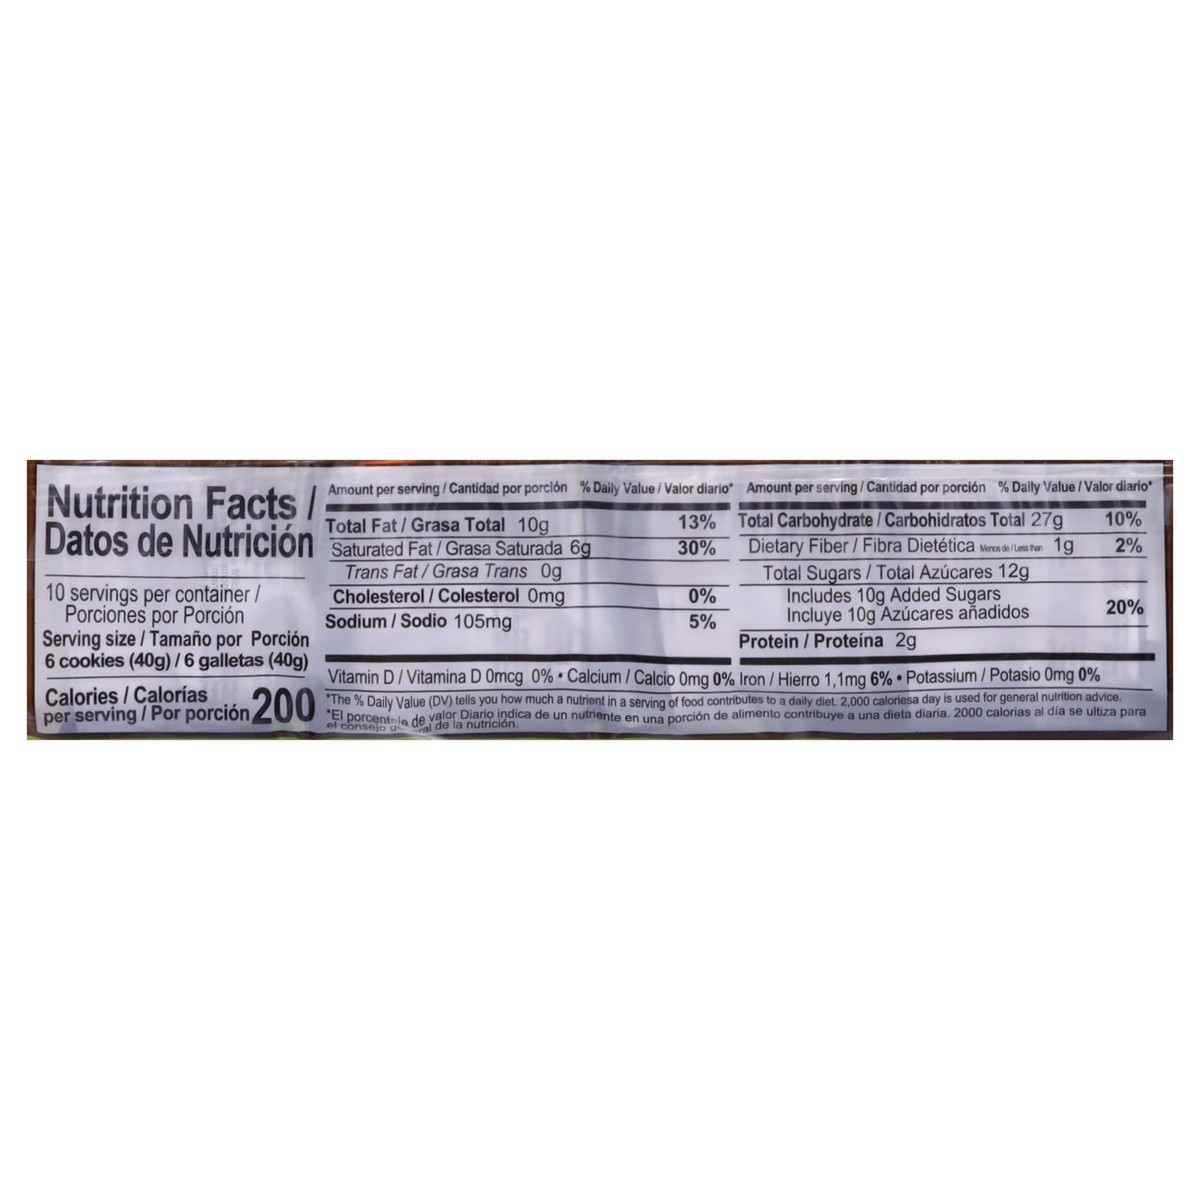 Nutrition Facts /
Datos de Nutrición
10 servings per container /
Porciones por Porción
Serving size / Tamaño por Porción
6 cookies (40g) / 6 galletas (40g)
Calories / Calorías
per serving / Por porción 200
Amount per serving / Cantidad por porción % Daily Value / Valor diario*
Total Fat / Grasa Total 10g 13%
Saturated Fat / Grasa Saturada 6g 30%
Trans Fat / Grasa Trans 0g
Cholesterol / Colesterol 0mg 0%
Sodium / Sodio 105mg 5%
Amount per serving / Cantidad por porción % Daily Value / Valor diario*
Total Carbohydrate / Carbohidratos Total 27g 10%
Dietary Fiber / Fibra Dietética Menos de / Less than 1g 2%
Total Sugars / Total Azúcares 12g
Includes 10g Added Sugars
Incluye 10g Azúcares añadidos 20%
Protein / Proteína 2g
Vitamin D / Vitamina D 0mcg 0% • Calcium / Calcio 0mg 0% Iron / Hierro 1,1mg 6% • Potassium / Potasio 0mg 0%
*The % Daily Value (DV) tells you how much a nutrient in a serving of food contributes to a daily diet. 2,000 caloriesa day is used for general nutrition advice.
*El porcentaje de valor Diario indica de un nutriente en una porción de alimento contribuye a una dieta diaria. 2000 calorias al día se ultiza para
el consejo de la nutrición.